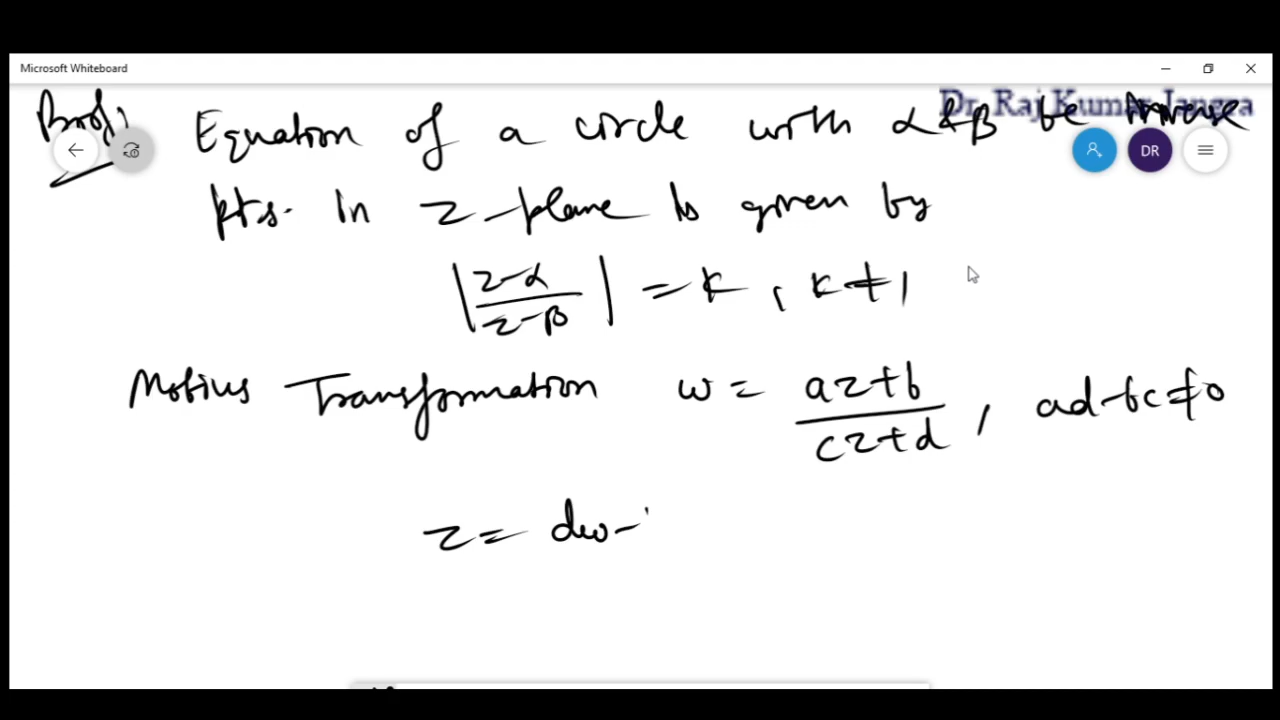 Microsoft Whiteboard
Dr. Raj Kumar Jangra
Proof:
Equation of a circle with α & β be inverse
pts. in z-plane is given by
|z-α / z-β| = k, k≠1
DR
Mobius Transformation w = az+b / cz+d, ad-bc≠0
z = dw-